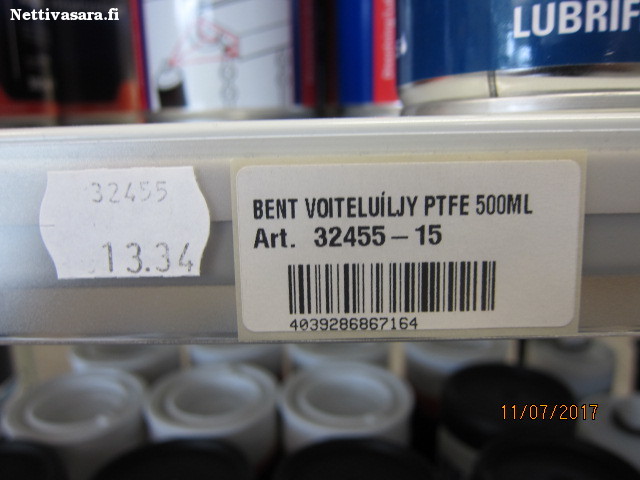 Nettivasara.fi
LUBRIF
32455
13.34
BENT VOITELUÍLJY PTFE 500ML
Art. 32455-15
4039286867164
11/07/2017